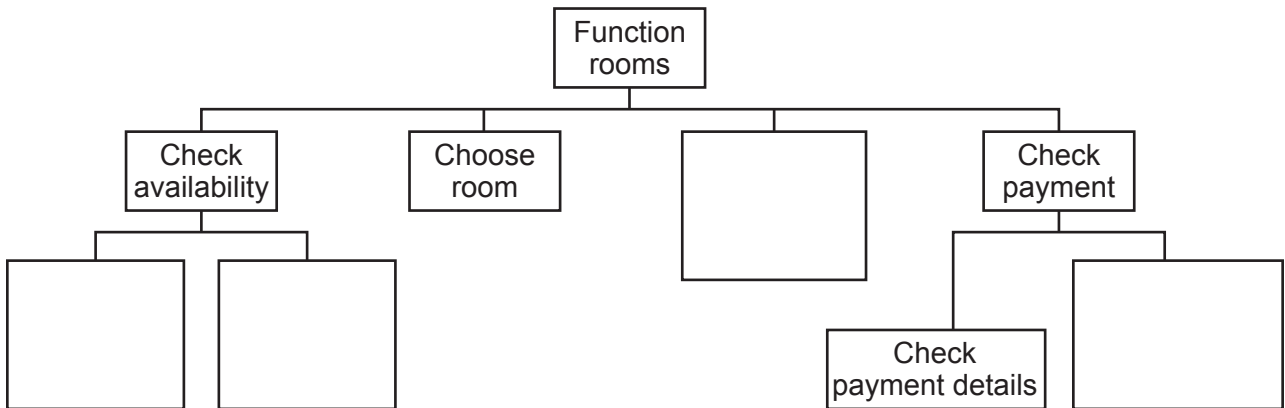 Function
rooms
Check
availability
Choose
room
Check
payment
Check
payment details